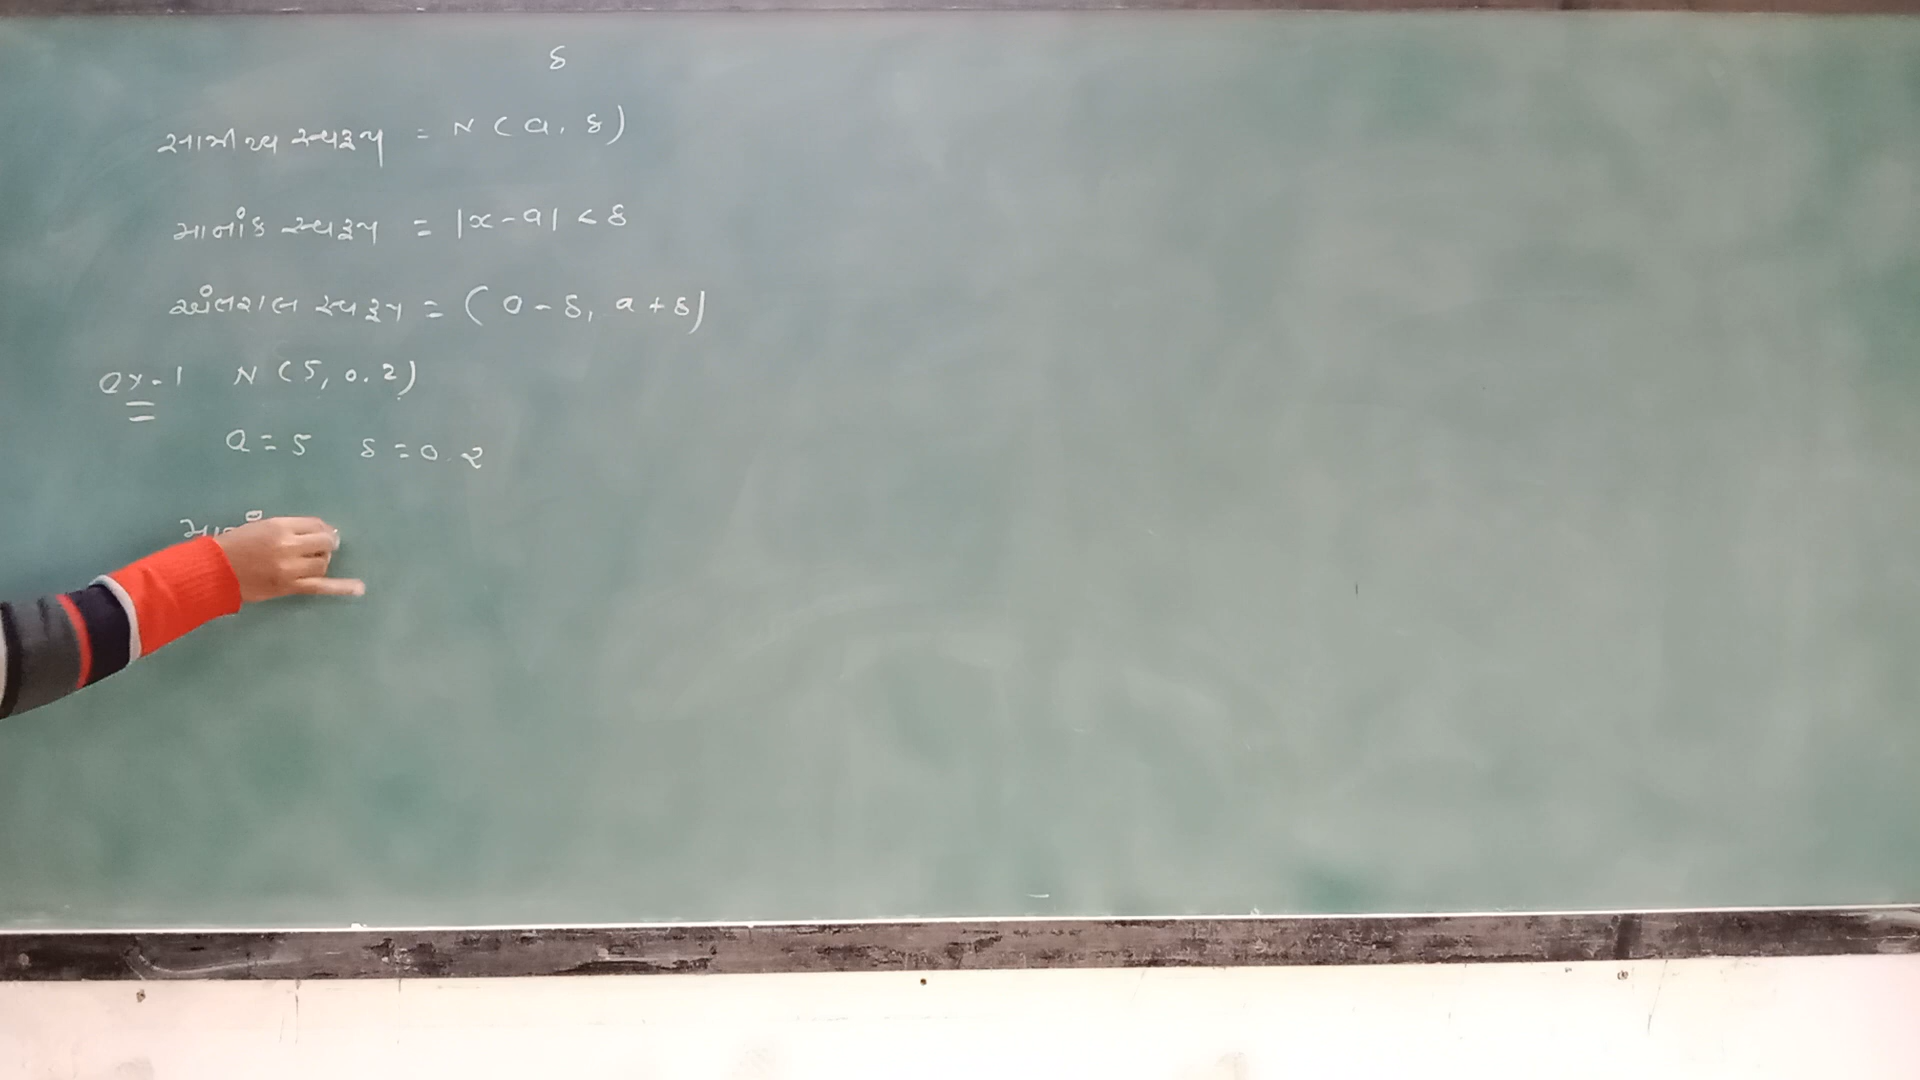 δ
સામીપ્ય સ્વરૂપ = N ( a, δ )
માનાંક સ્વરૂપ = |x - a| < δ
અંતરાલ સ્વરૂપ = ( a - δ, a + δ )
ex-1 N ( 5, 0.2 )
a = 5 δ = 0.2